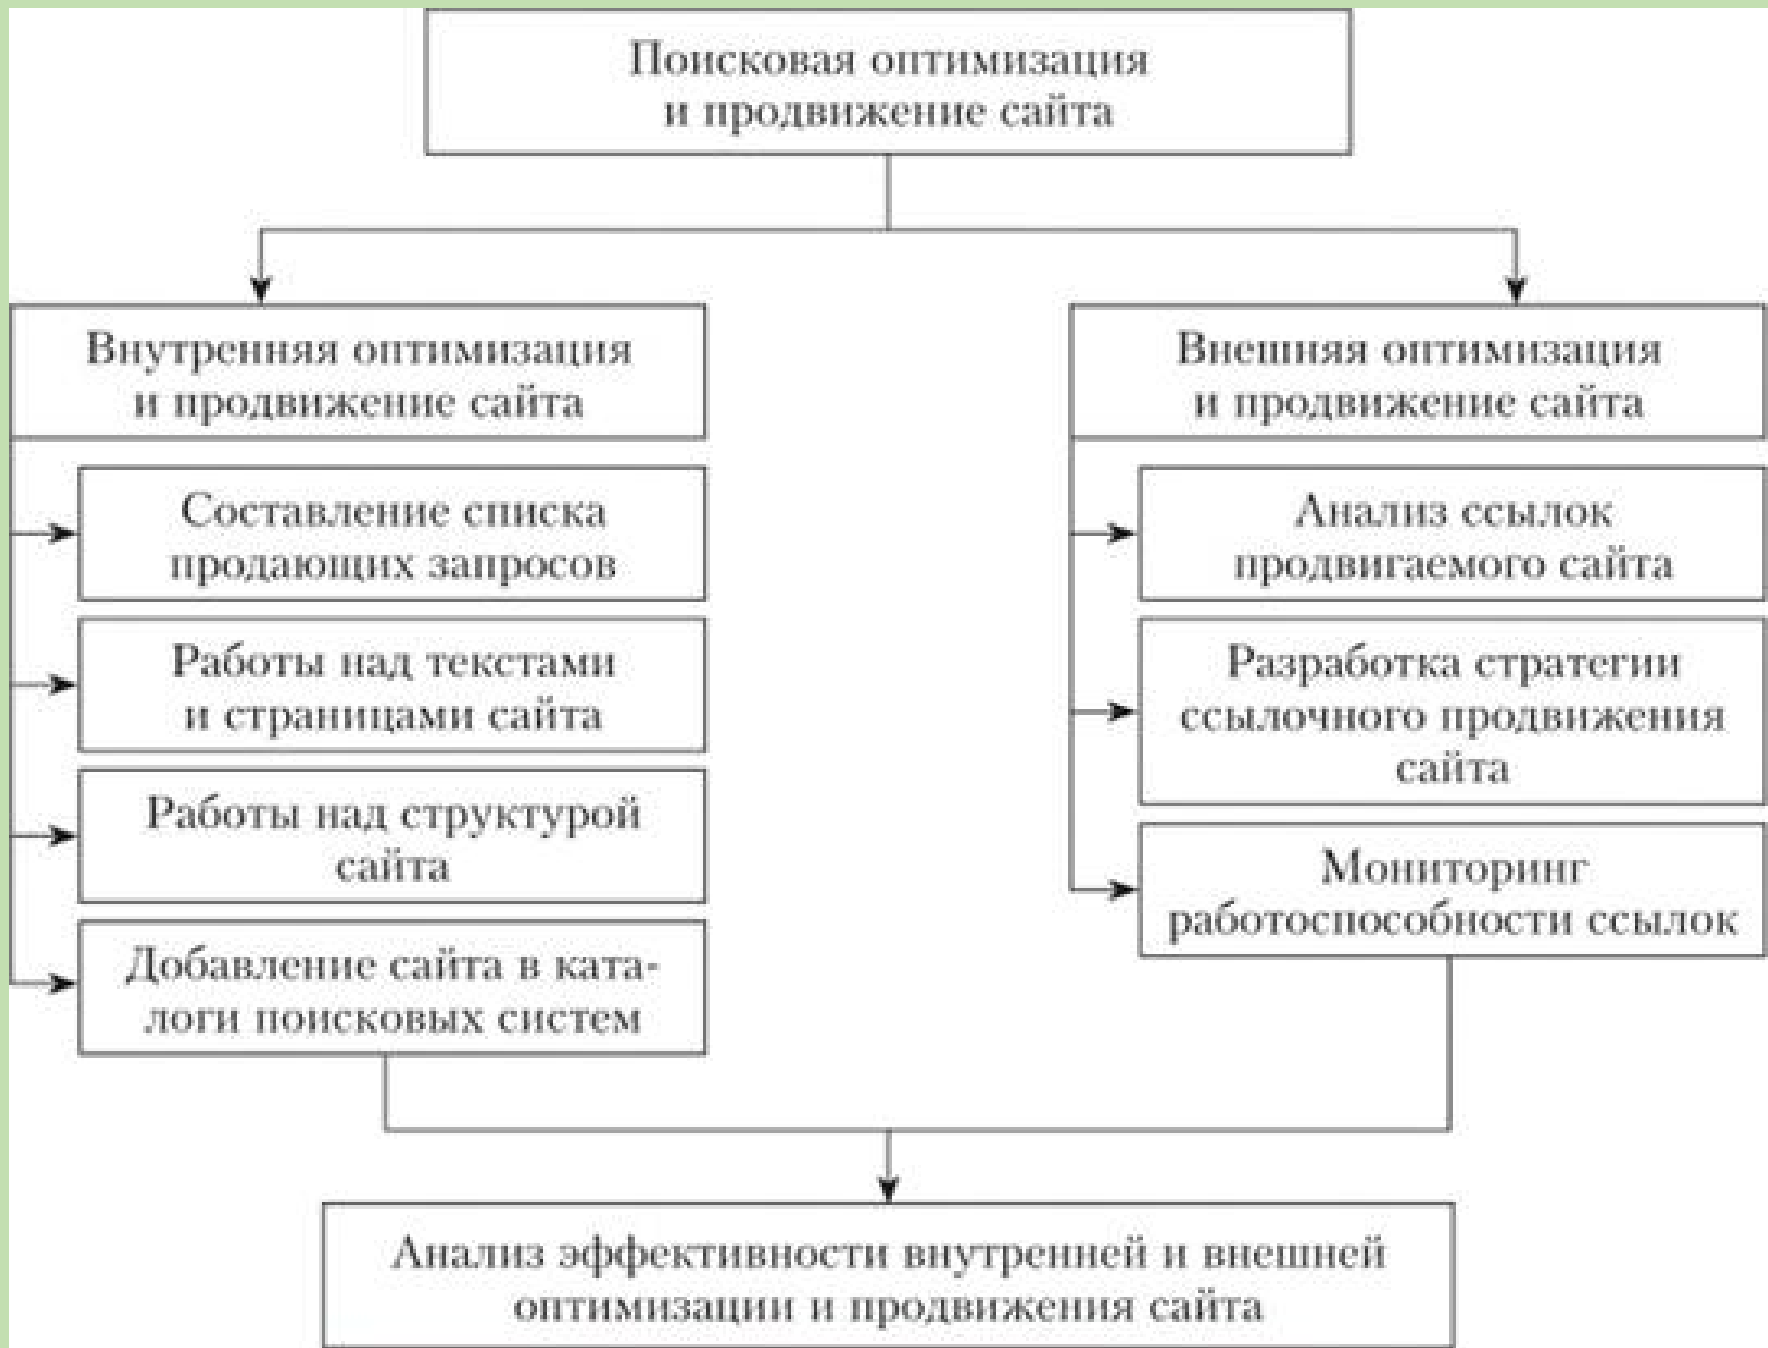 Поисковая оптимизация
и продвижение сайта
Внутренняя оптимизация
и продвижение сайта
Составление списка
продающих запросов
Работы над текстами
и страницами сайта
Работы над структурой
сайта
Добавление сайта в ката-
логи поисковых систем
Внешняя оптимизация
и продвижение сайта
Анализ ссылок
продвигаемого сайта
Разработка стратегии
ссылочного продвижения
сайта
Мониторинг
работоспособности ссылок
Анализ эффективности внутренней и внешней
оптимизации и продвижения сайта